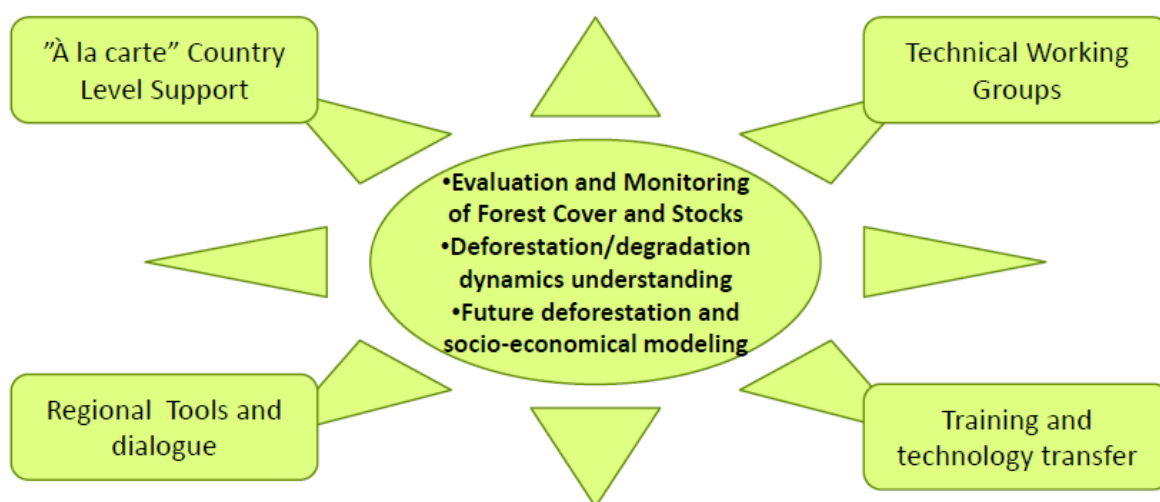 ”À la carte” Country
Level Support
Technical Working
Groups
•Evaluation and Monitoring
of Forest Cover and Stocks
•Deforestation/degradation
dynamics understanding
•Future deforestation and
socio-economical modeling
Regional Tools and
dialogue
Training and
technology transfer